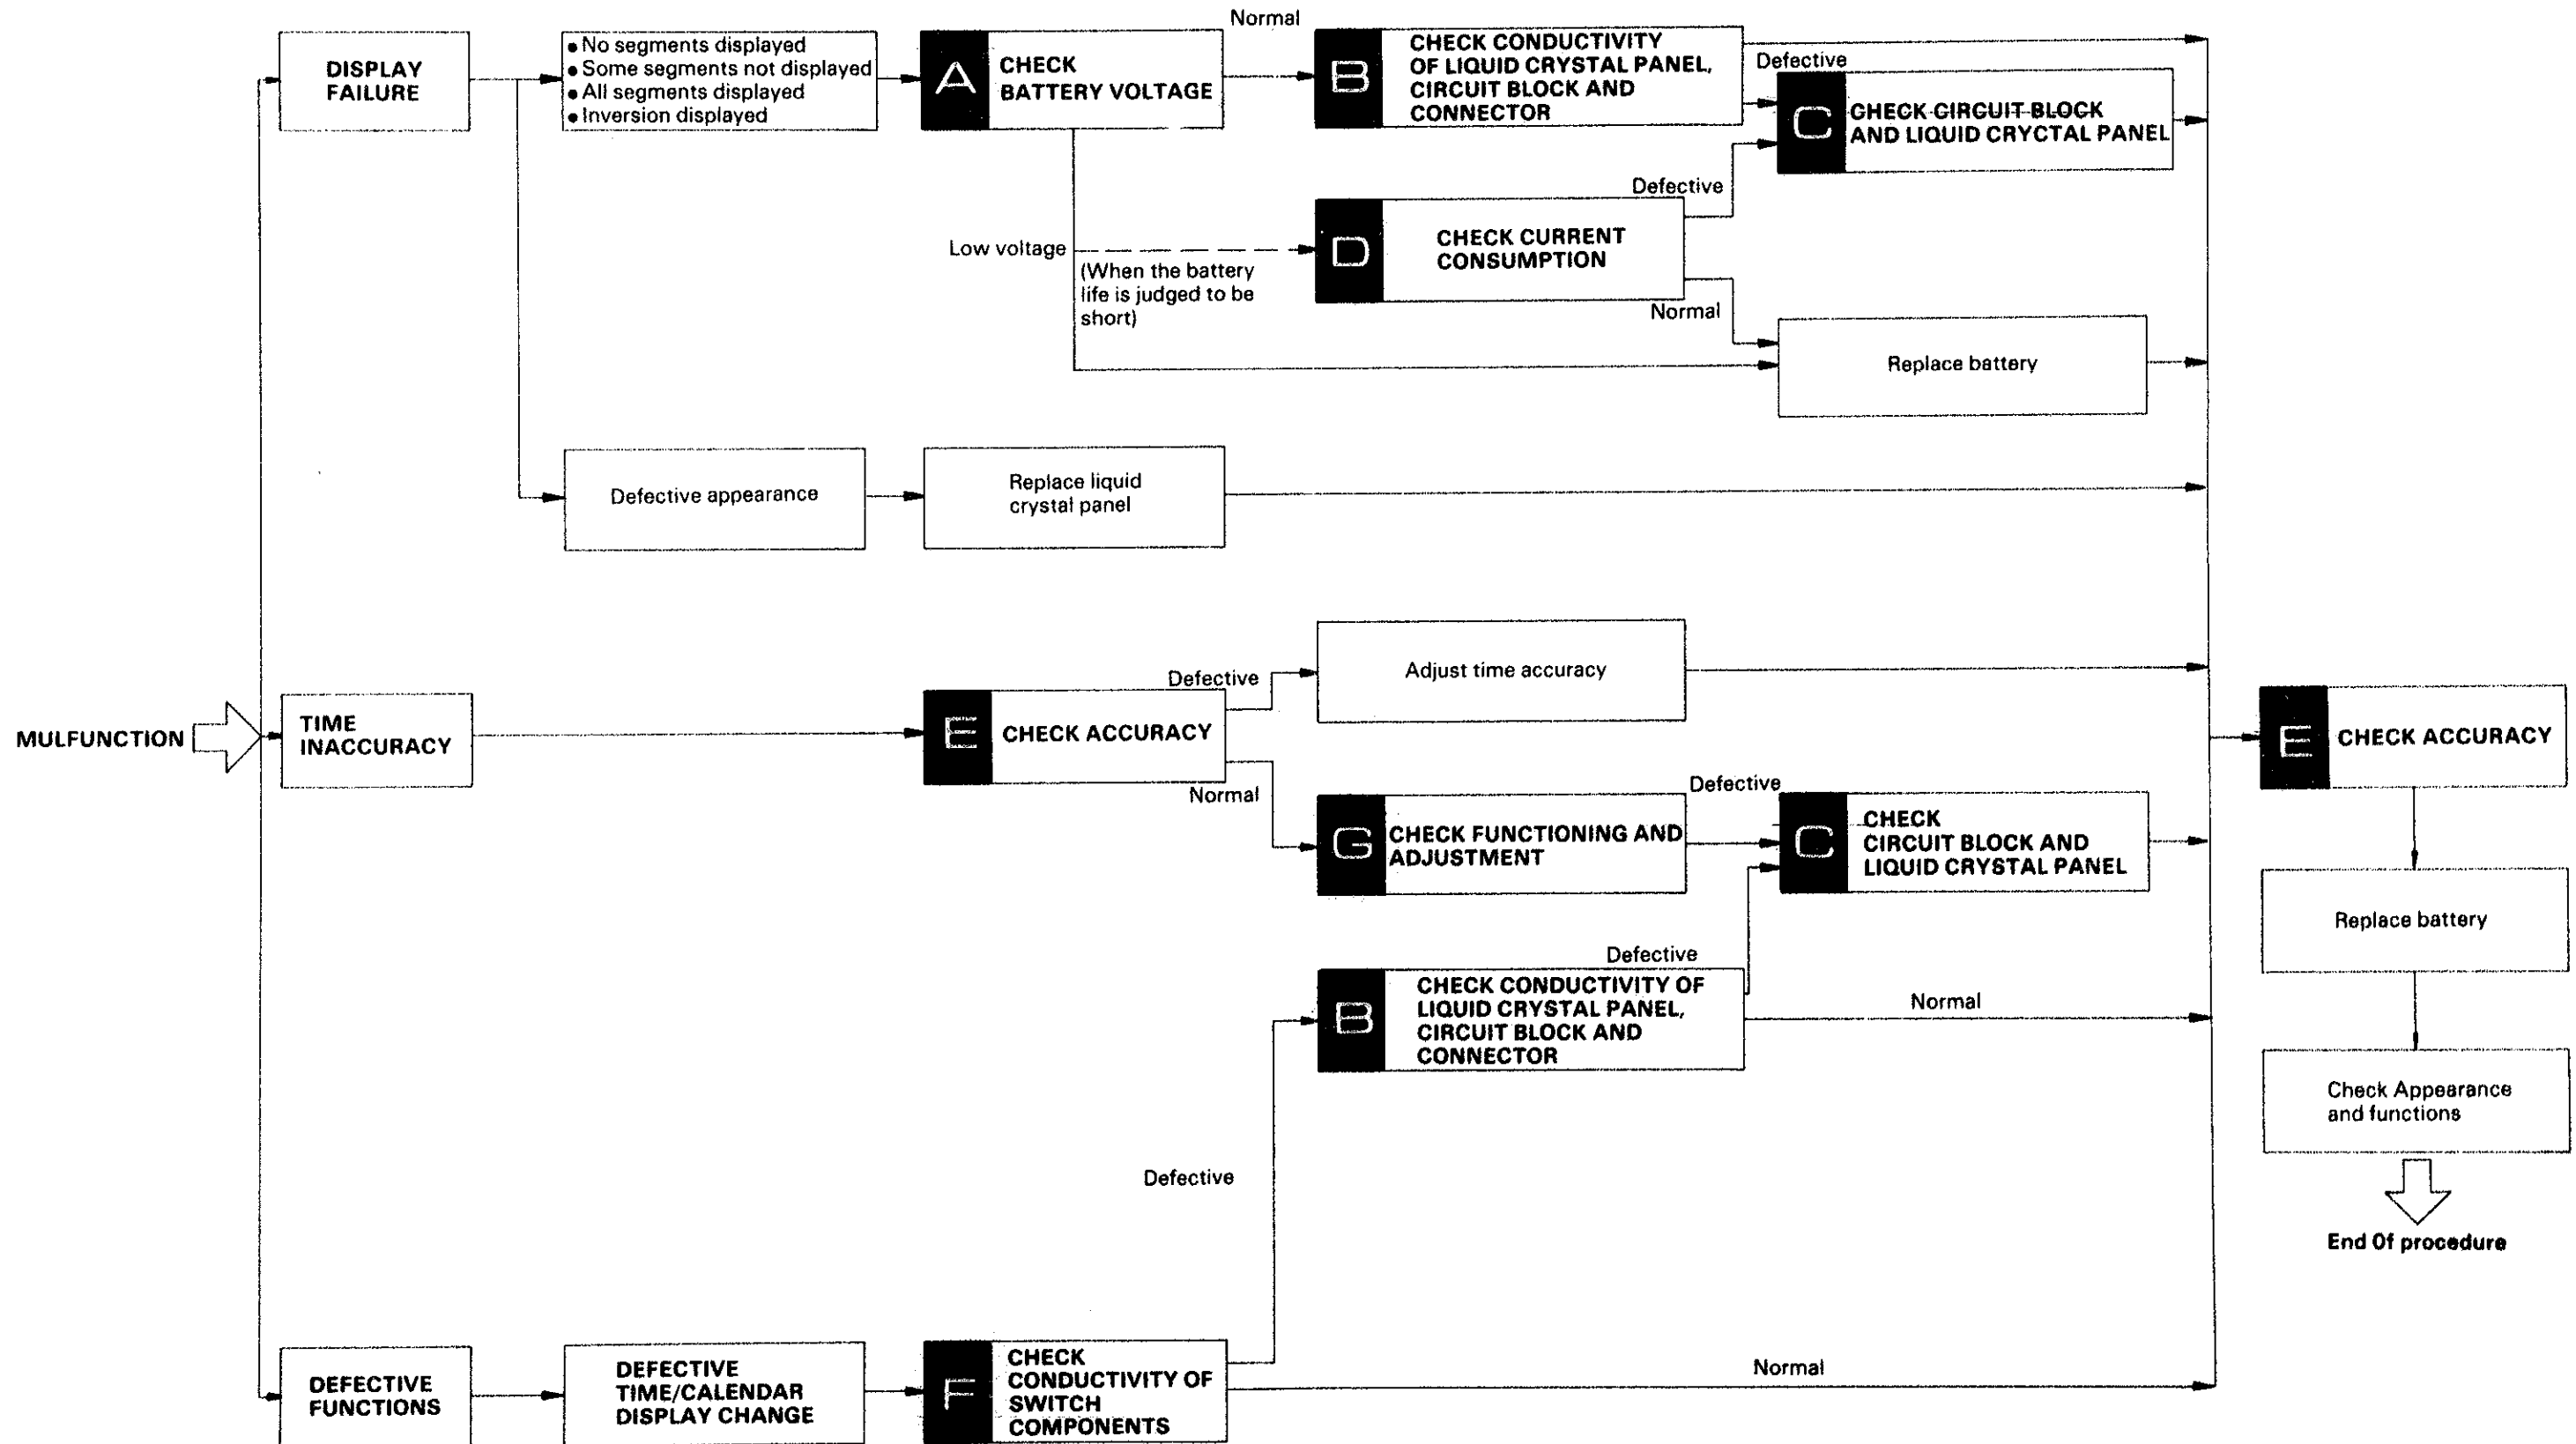 MULFUNCTION
DISPLAY
FAILURE
● No segments displayed
● Some segments not displayed
● All segments displayed
● Inversion displayed
A
CHECK
BATTERY VOLTAGE
Normal
B
CHECK CONDUCTIVITY
OF LIQUID CRYSTAL PANEL,
CIRCUIT BLOCK AND
CONNECTOR
Defective
C
CHECK CIRCUIT BLOCK
AND LIQUID CRYCTAL PANEL
Low voltage
(When the battery
life is judged to be
short)
D
CHECK CURRENT
CONSUMPTION
Defective
Normal
Replace battery
Defective appearance
Replace liquid
crystal panel
TIME
INACCURACY
E
CHECK ACCURACY
Defective
Adjust time accuracy
Normal
G
CHECK FUNCTIONING AND
ADJUSTMENT
Defective
C
CHECK
CIRCUIT BLOCK AND
LIQUID CRYSTAL PANEL
Defective
B
CHECK CONDUCTIVITY OF
LIQUID CRYSTAL PANEL,
CIRCUIT BLOCK AND
CONNECTOR
Normal
Defective
DEFECTIVE
FUNCTIONS
DEFECTIVE
TIME/CALENDAR
DISPLAY CHANGE
F
CHECK
CONDUCTIVITY OF
SWITCH
COMPONENTS
Normal
E
CHECK ACCURACY
Replace battery
Check Appearance
and functions
End Of procedure